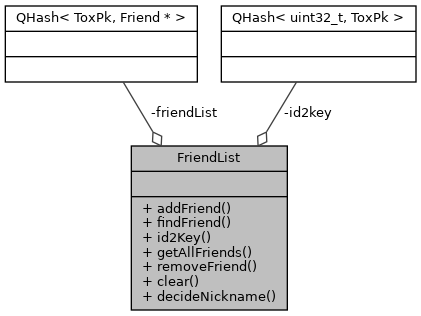 QHash< ToxPk, Friend * >
QHash< uint32_t, ToxPk >
-friendList
-id2key
FriendList
+ addFriend()
+ findFriend()
+ id2Key()
+ getAllFriends()
+ removeFriend()
+ clear()
+ decideNickname()